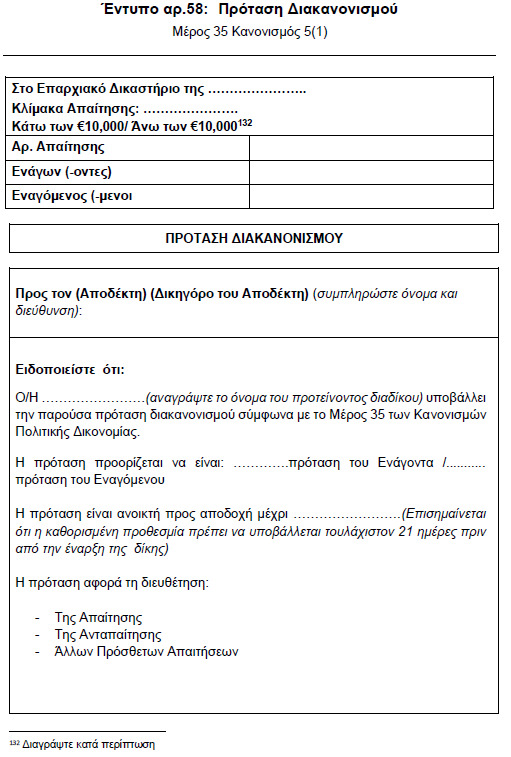 Έντυπο αρ.58: Πρόταση Διακανονισμού
Μέρος 35 Κανονισμός 5(1)
Στο Επαρχιακό Δικαστήριο της …………………..
Κλίμακα Απαίτησης: ………………….
Κάτω των €10,000/ Άνω των €10,000132
Αρ. Απαίτησης
Ενάγων (-οντες)
Εναγόμενος (-μενοι
ΠΡΟΤΑΣΗ ΔΙΑΚΑΝΟΝΙΣΜΟΥ
Προς τον (Αποδέκτη) (Δικηγόρο του Αποδέκτη) (συμπληρώστε όνομα και
διεύθυνση):
Ειδοποιείστε ότι:
Ο/Η ……………………(αναγράψτε το όνομα του προτείνοντος διαδίκου) υποβάλλει
την παρούσα πρόταση διακανονισμού σύμφωνα με το Μέρος 35 των Κανονισμών
Πολιτικής Δικονομίας.
Η πρόταση προορίζεται να είναι: ………….πρόταση του Ενάγοντα /..........
πρόταση του Εναγόμενου
Η πρόταση είναι ανοικτή προς αποδοχή μέχρι ……………………(Επισημαίνεται
ότι η καθορισμένη προθεσμία πρέπει να υποβάλλεται τουλάχιστον 21 ημέρες πριν
από την έναρξη της δίκης)
Η πρόταση αφορά τη διευθέτηση:
- Της Απαίτησης
- Της Ανταπαίτησης
- Άλλων Πρόσθετων Απαιτήσεων
132 Διαγράψτε κατά περίπτωση